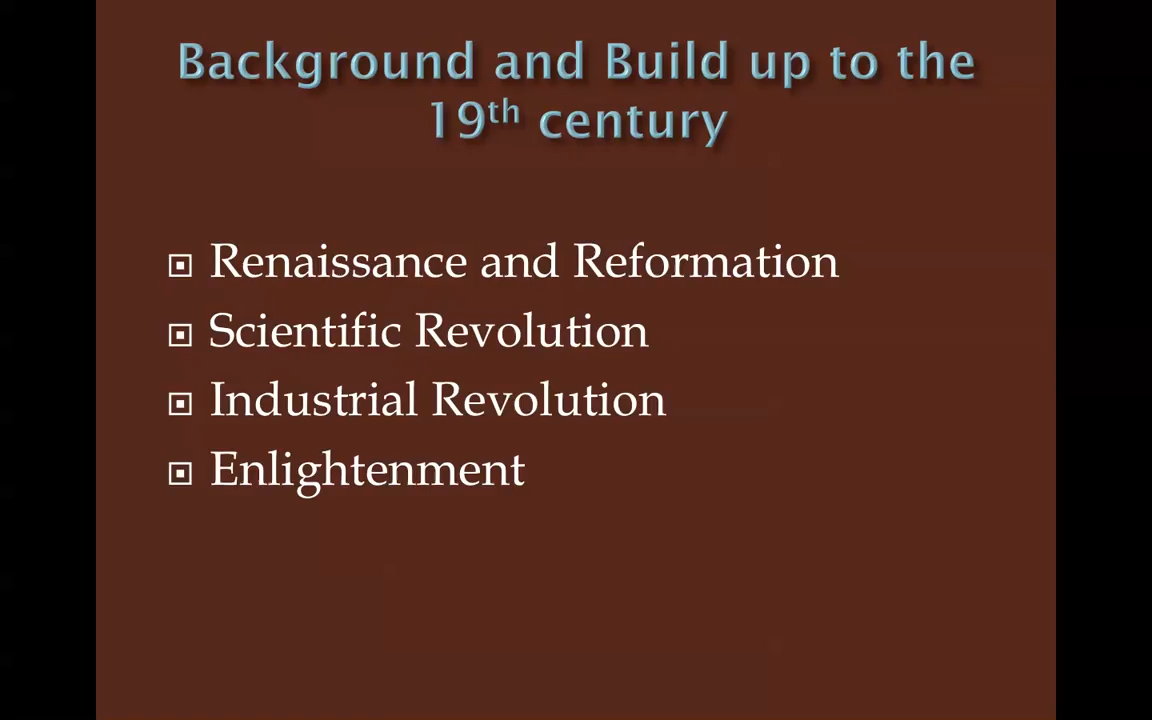 Background and Build up to the
19th century
Renaissance and Reformation
Scientific Revolution
Industrial Revolution
Enlightenment